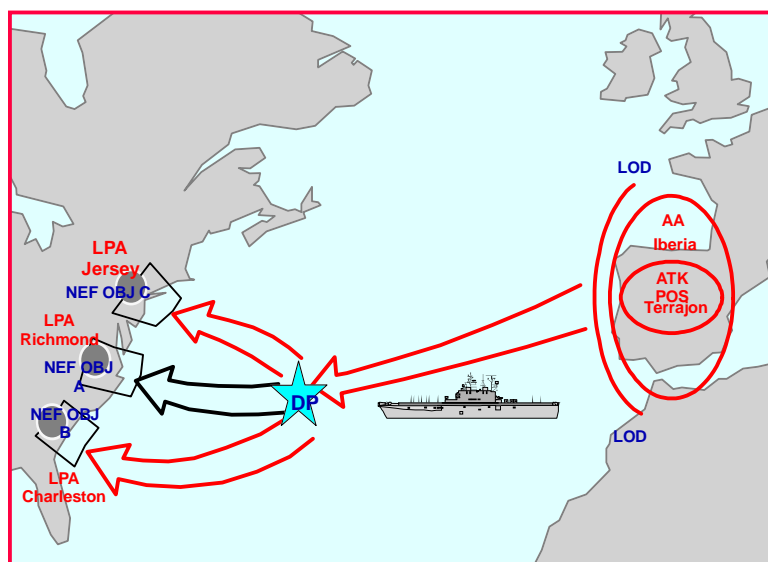 LOD
AA
Iberia
ATK
POS
Terrajon
LOD
LPA
Jersey
NEF OBJ C
LPA
Richmond
NEF OBJ
A
NEF OBJ
B
LPA
Charleston
DP